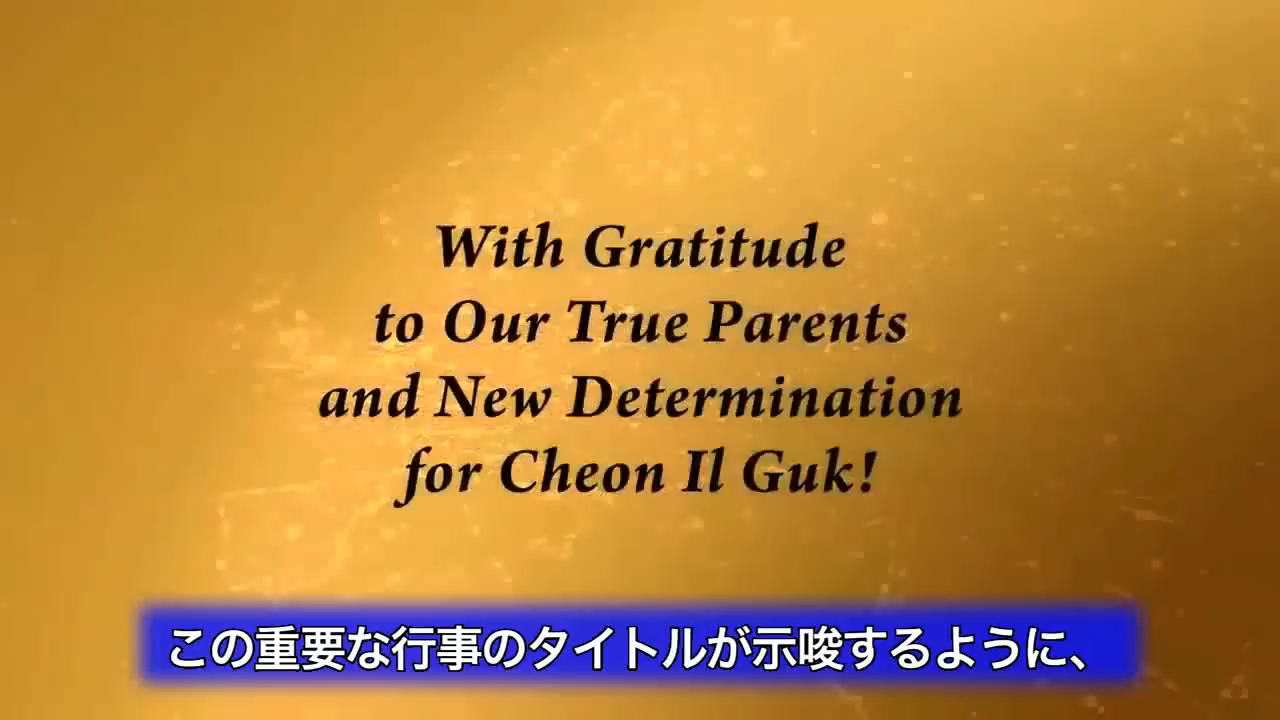 With Gratitude
to Our True Parents
and New Determination
for Cheon Il Guk!
この重要な行事のタイトルが示唆するように、